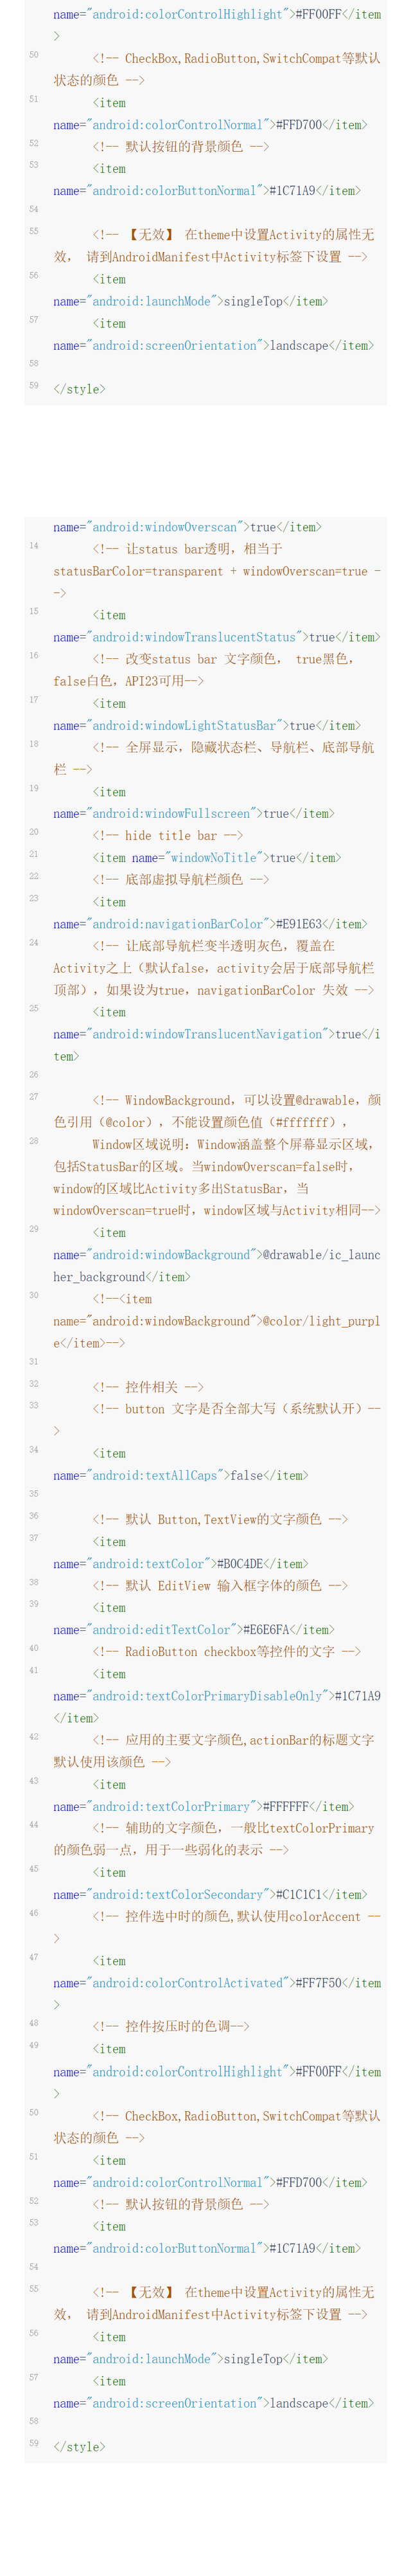 name="android:colorControlHighlight">#FF00FF</item
>
50 <!-- CheckBox,RadioButton,SwitchCompat等默认
状态的颜色 -->
51 <item
name="android:colorControlNormal">#FFD700</item>
52 <!-- 默认按钮的背景颜色 -->
53 <item
name="android:colorButtonNormal">#1C71A9</item>
54
55 <!-- 【无效】 在theme中设置Activity的属性无
效, 请到AndroidManifest中Activity标签下设置 -->
56 <item
name="android:launchMode">singleTop</item>
57 <item
name="android:screenOrientation">landscape</item>
58
59 </style>
name="android:windowOverscan">true</item>
14 <!-- 让status bar透明，相当于
statusBarColor=transparent + windowOverscan=true -
->
15 <item
name="android:windowTranslucentStatus">true</item>
16 <!-- 改变status bar 文字颜色， true黑色，
false白色，API23可用-->
17 <item
name="android:windowLightStatusBar">true</item>
18 <!-- 全屏显示，隐藏状态栏、导航栏、底部导航
栏 -->
19 <item
name="android:windowFullscreen">true</item>
20 <!-- hide title bar -->
21 <item name="windowNoTitle">true</item>
22 <!-- 底部虚拟导航栏颜色 -->
23 <item
name="android:navigationBarColor">#E91E63</item>
24 <!-- 让底部导航栏变半透明灰色，覆盖在
Activity之上（默认false，activity会居于底部导航栏
顶部），如果设为true，navigationBarColor 失效 -->
25 <item
name="android:windowTranslucentNavigation">true</i
tem>
26
27 <!-- WindowBackground，可以设置@drawable，颜
色引用（@color），不能设置颜色值（#fffffff），
28 Window区域说明：Window涵盖整个屏幕显示区域，
包括StatusBar的区域。当windowOverscan=false时，
window的区域比Activity多出StatusBar，当
windowOverscan=true时，window区域与Activity相同-->
29 <item
name="android:windowBackground">@drawable/ic_launc
her_background</item>
30 <!--<item
name="android:windowBackground">@color/light_purpl
e</item>-->
31
32 <!-- 控件相关 -->
33 <!-- button 文字是否全部大写（系统默认开）--
>
34 <item
name="android:textAllCaps">false</item>
35
36 <!-- 默认 Button,TextView的文字颜色 -->
37 <item
name="android:textColor">#B0C4DE</item>
38 <!-- 默认 EditView 输入框字体的颜色 -->
39 <item
name="android:editTextColor">#E6E6FA</item>
40 <!-- RadioButton checkbox等控件的文字 -->
41 <item
name="android:textColorPrimaryDisableOnly">#1C71A9
</item>
42 <!-- 应用的主要文字颜色,actionBar的标题文字
默认使用该颜色 -->
43 <item
name="android:textColorPrimary">#FFFFFF</item>
44 <!-- 辅助的文字颜色，一般比textColorPrimary
的颜色弱一点，用于一些弱化的表示 -->
45 <item
name="android:textColorSecondary">#C1C1C1</item>
46 <!-- 控件选中时的颜色,默认使用colorAccent --
>
47 <item
name="android:colorControlActivated">#FF7F50</item
>
48 <!-- 控件按压时的色调-->
49 <item
name="android:colorControlHighlight">#FF00FF</item
>
50 <!-- CheckBox,RadioButton,SwitchCompat等默认
状态的颜色 -->
51 <item
name="android:colorControlNormal">#FFD700</item>
52 <!-- 默认按钮的背景颜色 -->
53 <item
name="android:colorButtonNormal">#1C71A9</item>
54
55 <!-- 【无效】 在theme中设置Activity的属性无
效, 请到AndroidManifest中Activity标签下设置 -->
56 <item
name="android:launchMode">singleTop</item>
57 <item
name="android:screenOrientation">landscape</item>
58
59 </style>